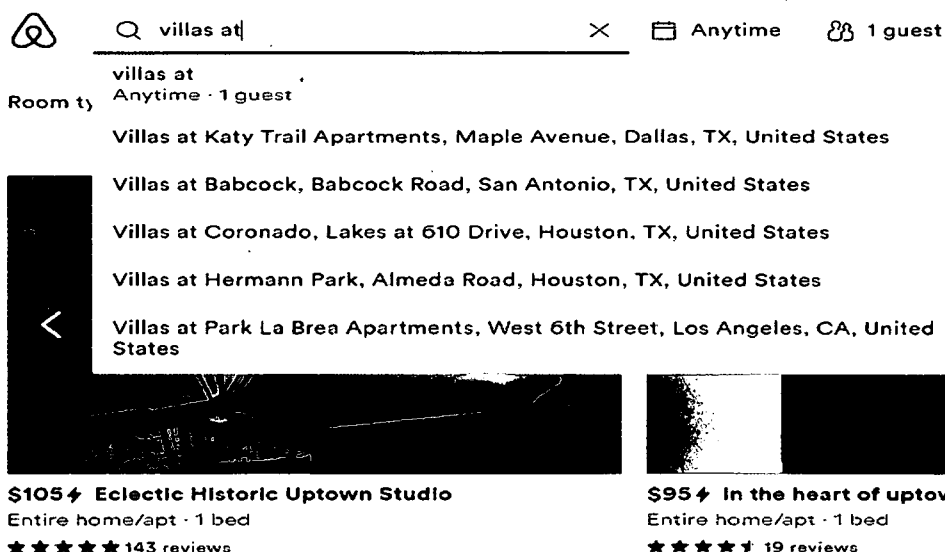 villas at
Anytime
1 guest
villas at
Anytime · 1 guest
Room ty
Villas at Katy Trail Apartments, Maple Avenue, Dallas, TX, United States
Villas at Babcock, Babcock Road, San Antonio, TX, United States
Villas at Coronado, Lakes at 610 Drive, Houston, TX, United States
Villas at Hermann Park, Almeda Road, Houston, TX, United States
Villas at Park La Brea Apartments, West 6th Street, Los Angeles, CA, United
States
$105 Eclectic Historic Uptown Studio
Entire home/apt · 1 bed
143 reviews
$95 In the heart of uptow
Entire home/apt · 1 bed
19 reviews